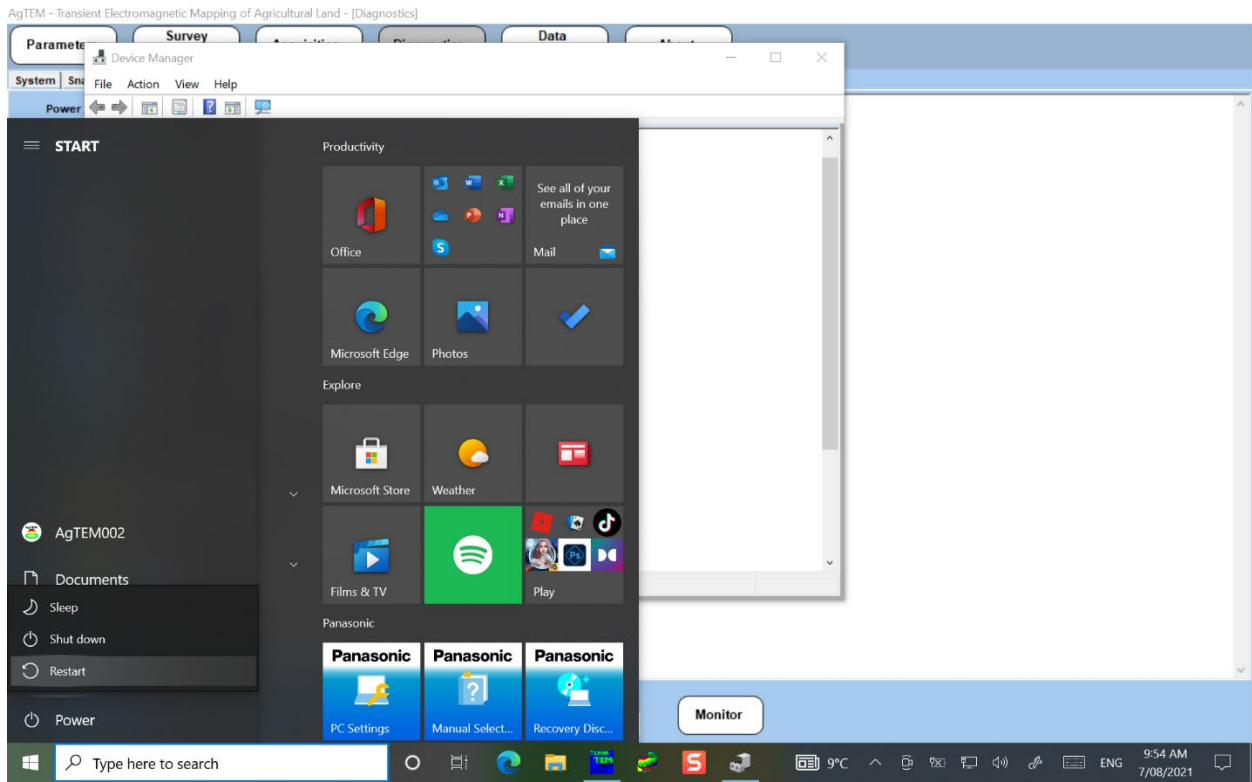 AgTEM - Transient Electromagnetic Mapping of Agricultural Land - [Diagnostics]
Survey
Data
Device Manager
System
File Action View Help
Power
START
Productivity
See all of your
emails in one
place
Office
Mail
Microsoft Edge
Photos
Explore
Microsoft Store
Weather
AgTEM002
Documents
Films & TV
Ps
Play
Sleep
Panasonic
Shut down
Panasonic
Panasonic
Panasonic
Restart
Power
PC Settings
Manual Select...
Recovery Disc...
Monitor
Type here to search
TEM
9°C
ENG
9:54 AM
7/08/2021